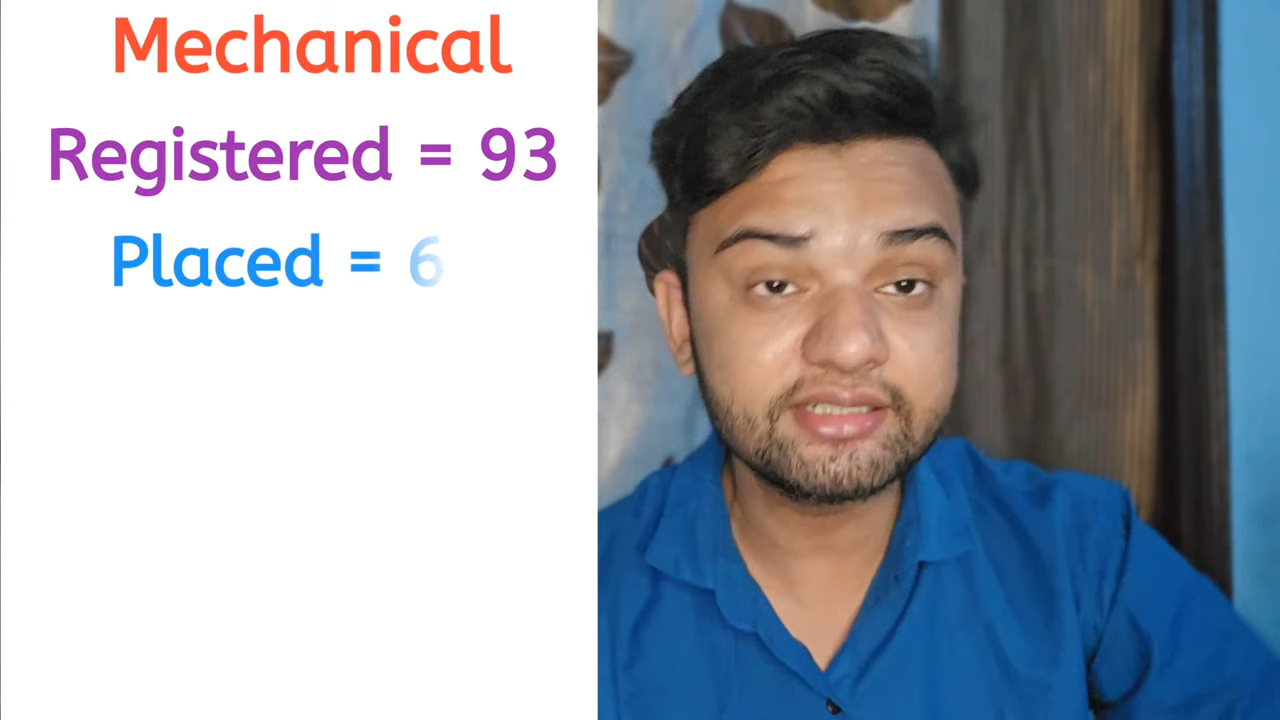 Mechanical
Registered = 93
Placed = 6